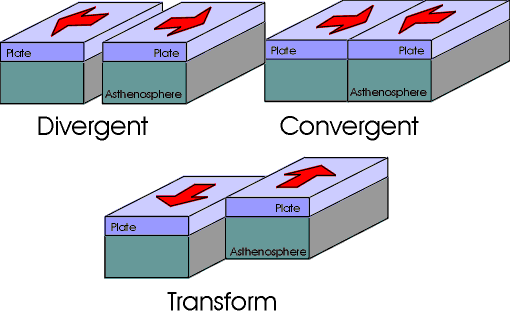 Plate
Plate
Asthenosphere
Divergent
Plate
Plate
Asthenosphere
Convergent
Plate
Plate
Asthenosphere
Transform